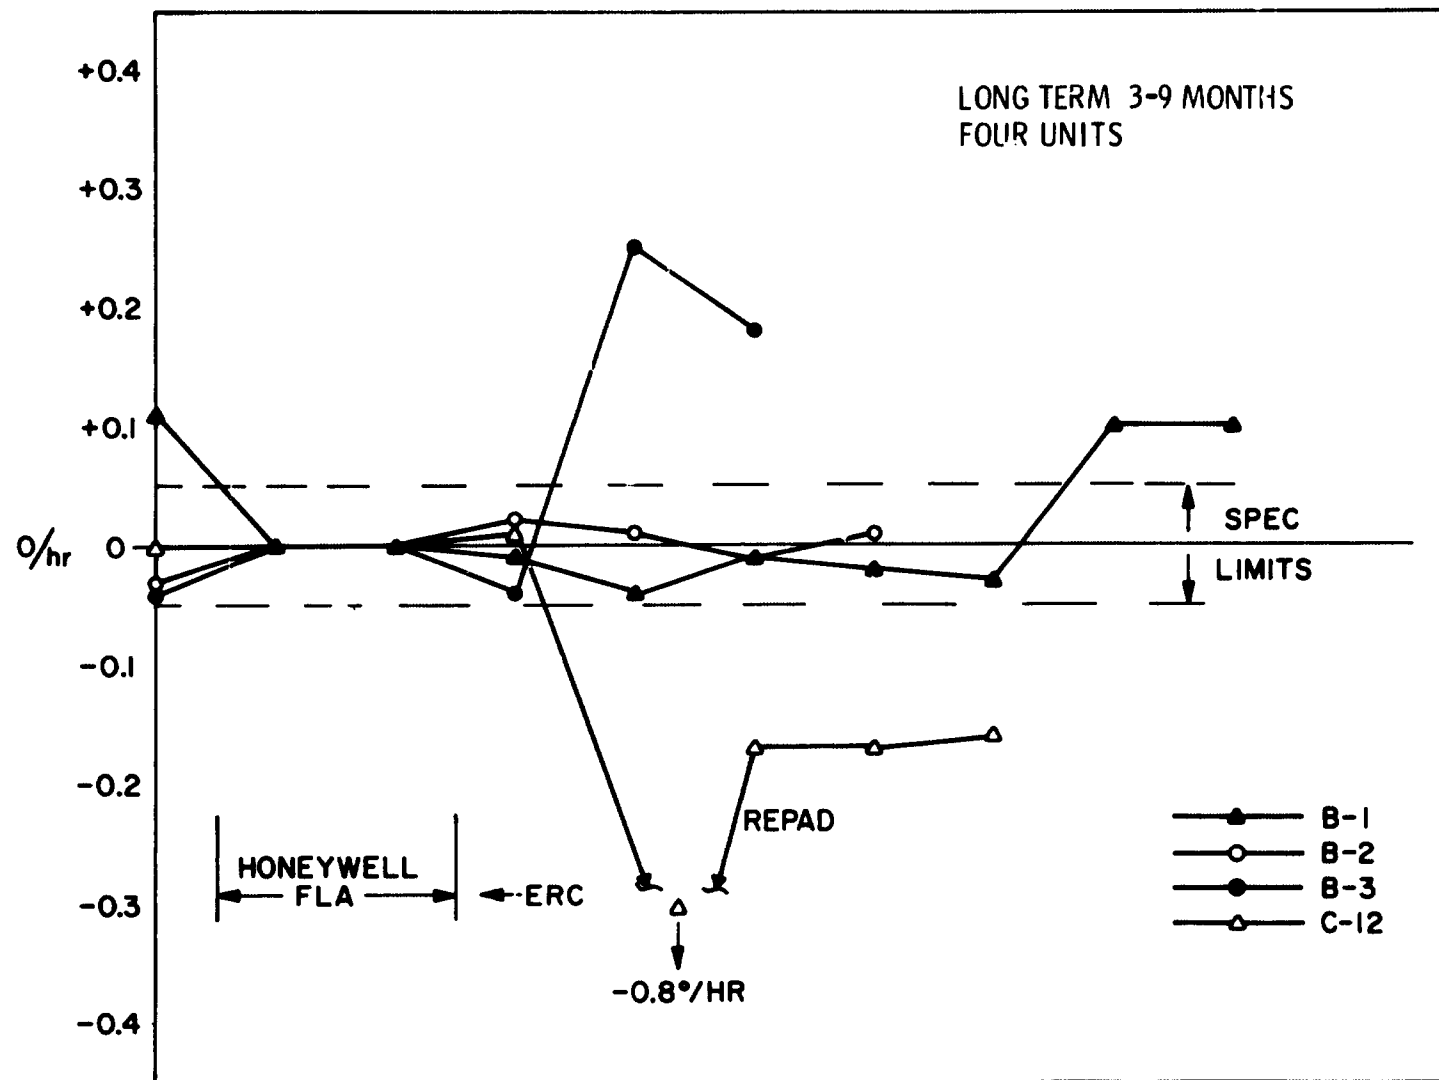 +0.4
LONG TERM 3-9 MONTHS
FOUR UNITS
+0.3
+0.2
+0.1
O/hr
0
SPEC
LIMITS
-0.1
-0.2
REPAD
HONEYWELL
FLA
ERC
-0.3
-0.8°/HR
-0.4
B-1
B-2
B-3
C-12